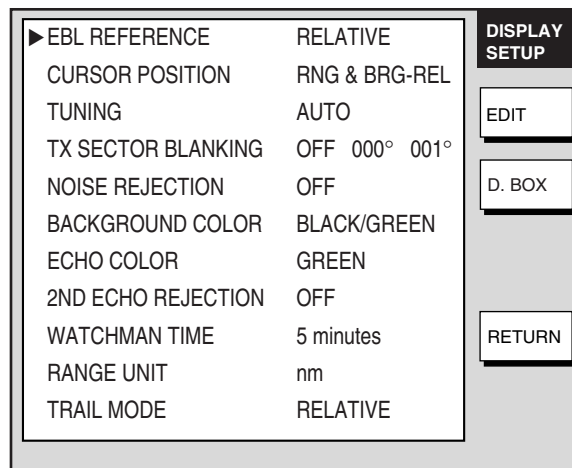 ▶EBL REFERENCE RELATIVE
CURSOR POSITION RNG & BRG-REL
TUNING AUTO
TX SECTOR BLANKING OFF 000° 001°
NOISE REJECTION OFF
BACKGROUND COLOR BLACK/GREEN
ECHO COLOR GREEN
2ND ECHO REJECTION OFF
WATCHMAN TIME 5 minutes
RANGE UNIT nm
TRAIL MODE RELATIVE
DISPLAY
SETUP
EDIT
D. BOX
RETURN